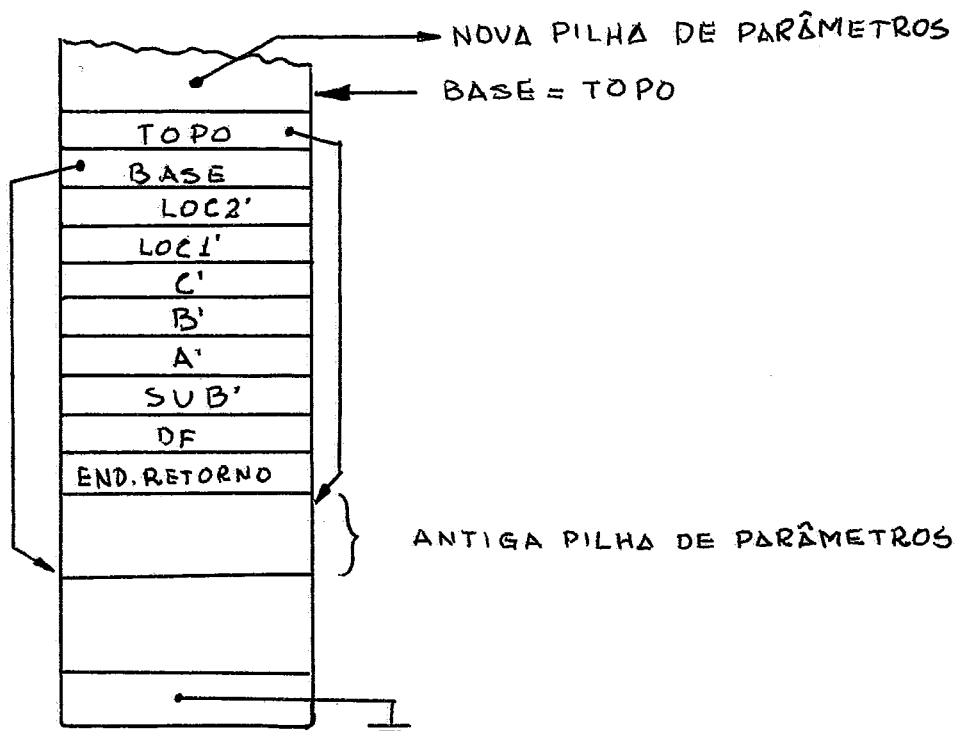 NOVA PILHA DE PARÂMETROS
BASE = TOPO
TOPO
BASE
LOC2'
LOC1'
C'
B'
A'
SUB'
DF
END. RETORNO
ANTIGA PILHA DE PARÂMETROS